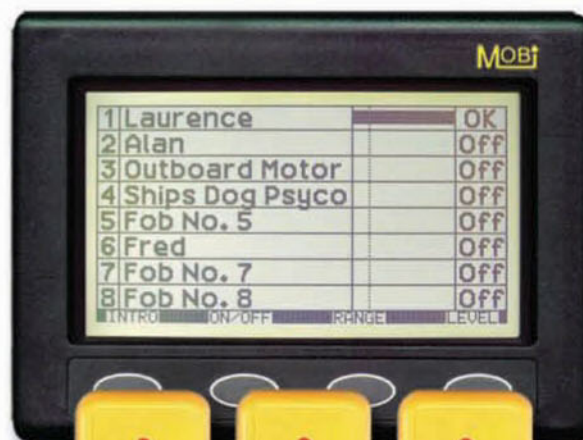 MOBi
1 Laurence OK
2 Alan Off
3 Outboard Motor Off
4 Ships Dog Psyco Off
5 Fob No. 5 Off
6 Fred Off
7 Fob No. 7 Off
8 Fob No. 8 Off
INTRO ON/OFF RANGE LEVEL